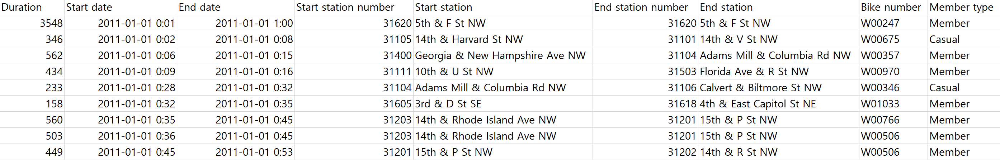 Duration Start date End date Start station number Start station End station number End station Bike number Member type
3548 2011-01-01 0:01 2011-01-01 1:00 31620 5th & F St NW 31620 5th & F St NW W00247 Member
346 2011-01-01 0:02 2011-01-01 0:08 31105 14th & Harvard St NW 31101 14th & V St NW W00675 Casual
562 2011-01-01 0:06 2011-01-01 0:15 31400 Georgia & New Hampshire Ave NW 31104 Adams Mill & Columbia Rd NW W00357 Member
434 2011-01-01 0:09 2011-01-01 0:16 31111 10th & U St NW 31503 Florida Ave & R St NW W00970 Member
233 2011-01-01 0:28 2011-01-01 0:32 31104 Adams Mill & Columbia Rd NW 31106 Calvert & Biltmore St NW W00346 Casual
158 2011-01-01 0:32 2011-01-01 0:35 31605 3rd & D St SE 31618 4th & East Capitol St NE W01033 Member
560 2011-01-01 0:35 2011-01-01 0:45 31203 14th & Rhode Island Ave NW 31201 15th & P St NW W00766 Member
503 2011-01-01 0:36 2011-01-01 0:45 31203 14th & Rhode Island Ave NW 31201 15th & P St NW W00506 Member
449 2011-01-01 0:45 2011-01-01 0:53 31201 15th & P St NW 31202 14th & R St NW W00506 Member